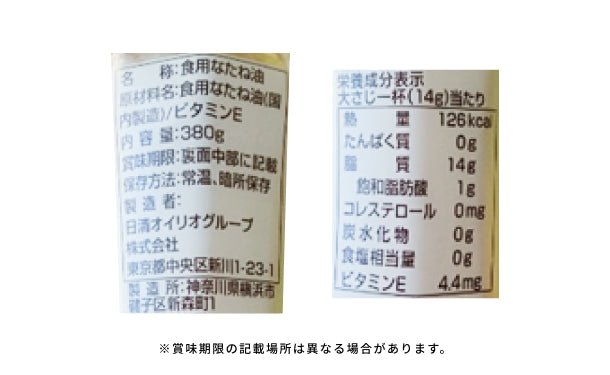 名 称:食用なたね油
原材料名:食用なたね油(国
内製造)/ビタミンE
内 容 量:380g
賞味期限:裏面中部に記載
保存方法:常温、暗所保存
製 造 者:
日清オイリオグループ
株式会社
東京都中央区新川1-23-1
製 造 所:神奈川県横浜市
磯子区新森町1
栄養成分表示
大さじ一杯(14g)当たり
熱 量 126kcal
たんぱく質 0g
脂 質 14g
飽和脂肪酸 1g
コレステロール 0mg
炭水化物 0g
食塩相当量 0g
ビタミンE 4.4mg
※賞味期限の記載場所は異なる場合があります。